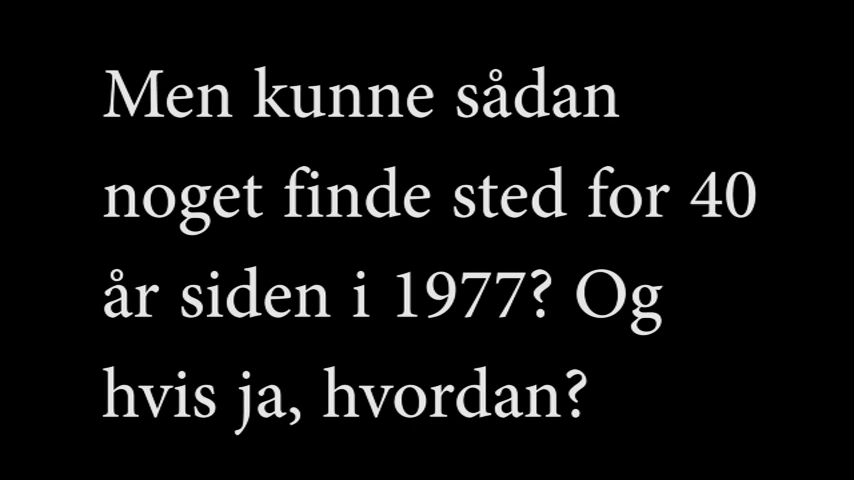 Men kunne sådan
noget finde sted for 40
år siden i 1977? Og
hvis ja, hvordan?